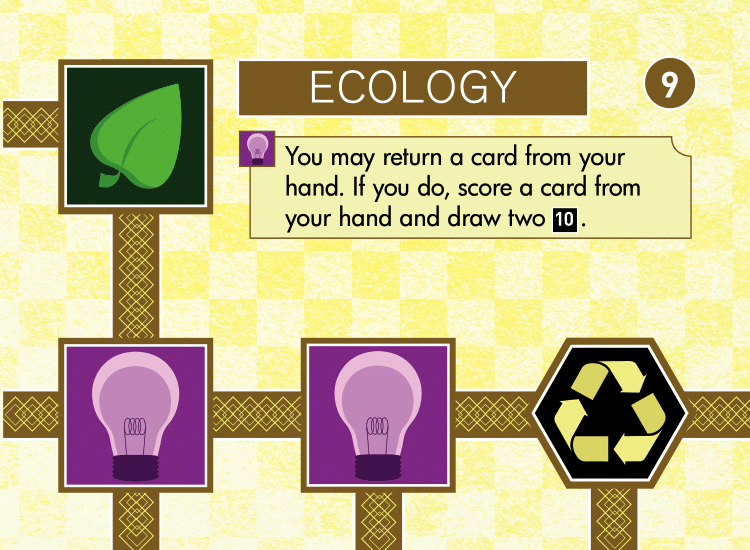 ECOLOGY
9
You may return a card from your
hand. If you do, score a card from
your hand and draw two 10.